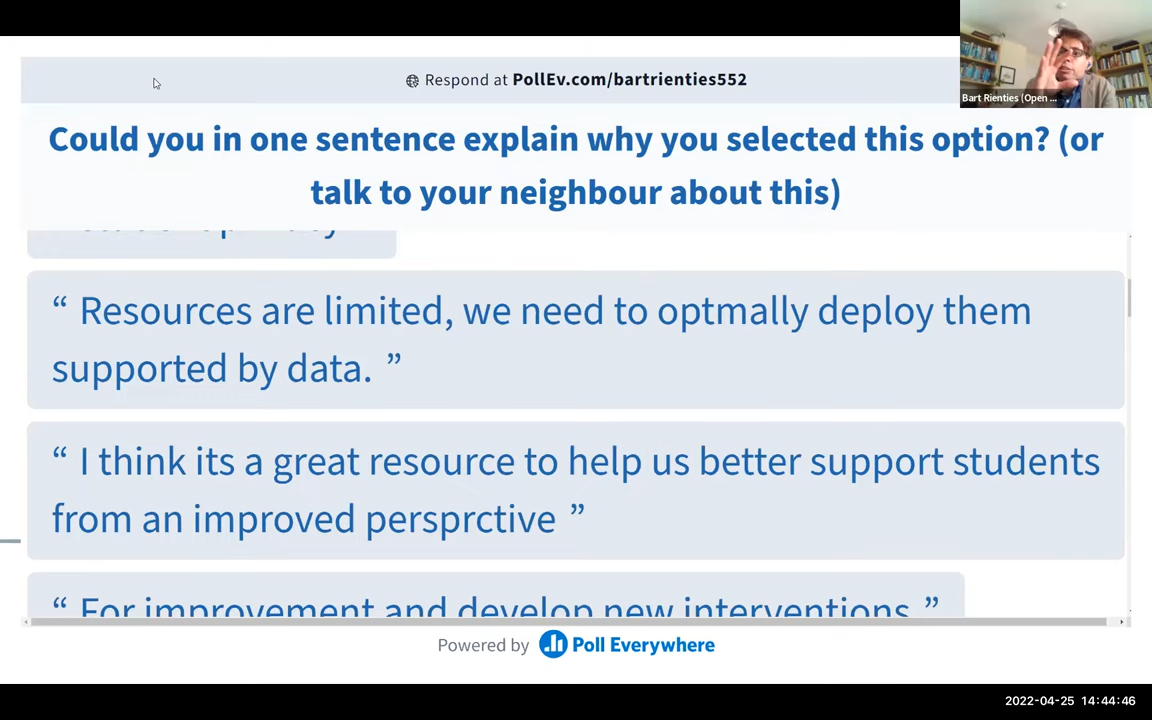 Respond at PollEv.com/bartrienties552
Bart Rienties (Open ...
Could you in one sentence explain why you selected this option? (or
talk to your neighbour about this)
“ Resources are limited, we need to optmally deploy them
supported by data. ”
“ I think its a great resource to help us better support students
from an improved persprctive ”
“ For improvement and develop new interventions ”
Powered by Poll Everywhere
2022-04-25 14:44:46